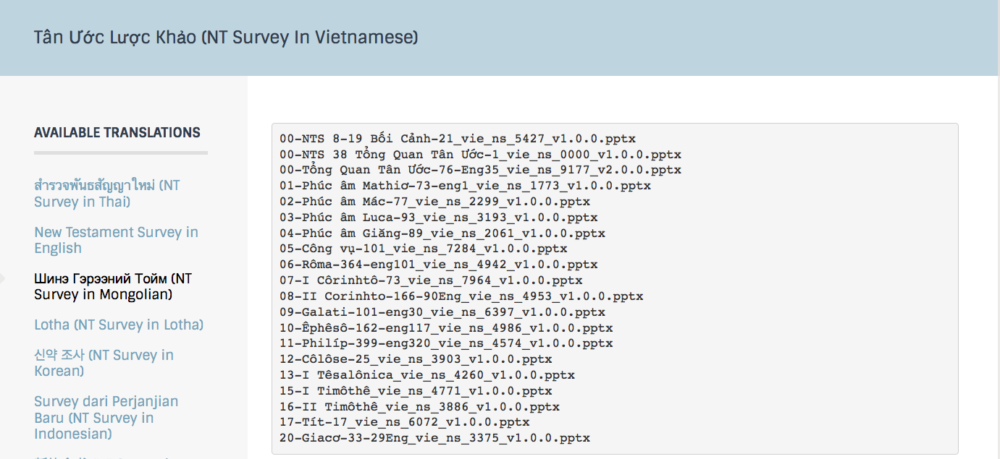 Tân Ước Lược Khảo (NT Survey In Vietnamese)
AVAILABLE TRANSLATIONS
สำรวจพันธสัญญาใหม่ (NT
Survey in Thai)
New Testament Survey in
English
Шинэ Гэрээний Тойм (NT
Survey in Mongolian)
Lotha (NT Survey in Lotha)
신약 조사 (NT Survey in
Korean)
Survey dari Perjanjian
Baru (NT Survey in
Indonesian)
00-NTS 8-19 Bối Cảnh-21_vie_ns_5427_v1.0.0.pptx
00-NTS 38 Tổng Quan Tân Ước-1_vie_ns_0000_v1.0.0.pptx
00-Tổng Quan Tân Ước-76-Eng35_vie_ns_9177_v2.0.0.pptx
01-Phúc âm Mathiơ-73-eng1_vie_ns_1773_v1.0.0.pptx
02-Phúc âm Mác-77_vie_ns_2299_v1.0.0.pptx
03-Phúc âm Luca-93_vie_ns_3193_v1.0.0.pptx
04-Phúc âm Giăng-89_vie_ns_2061_v1.0.0.pptx
05-Công vụ-101_vie_ns_7284_v1.0.0.pptx
06-Rôma-364-eng101_vie_ns_4942_v1.0.0.pptx
07-I Côrinhtô-73_vie_ns_7964_v1.0.0.pptx
08-II Corinhto-166-90Eng_vie_ns_4953_v1.0.0.pptx
09-Galati-101-eng30_vie_ns_6397_v1.0.0.pptx
10-Êphêsô-162-eng117_vie_ns_4986_v1.0.0.pptx
11-Philíp-399-eng320_vie_ns_4574_v1.0.0.pptx
12-Côlôse-25_vie_ns_3903_v1.0.0.pptx
13-I Têsalônica_vie_ns_4260_v1.0.0.pptx
15-I Timôthê_vie_ns_4771_v1.0.0.pptx
16-II Timôthê_vie_ns_3886_v1.0.0.pptx
17-Tít-17_vie_ns_6072_v1.0.0.pptx
20-Giacơ-33-29Eng_vie_ns_3375_v1.0.0.pptx